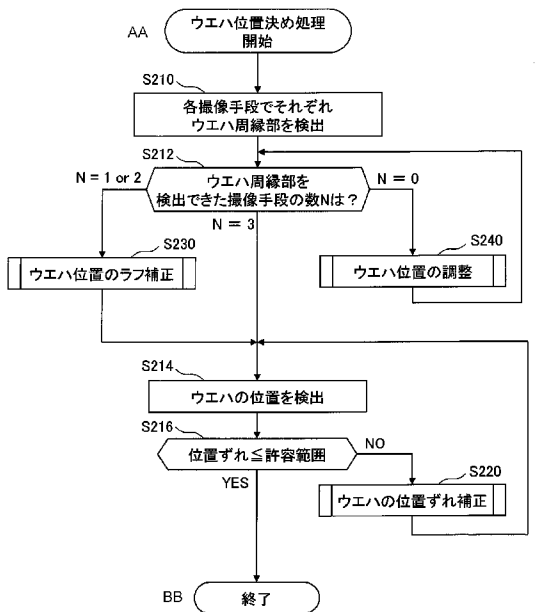 AA
ウエハ位置決め処理
開始
S210
各撮像手段でそれぞれ
ウエハ周縁部を検出
S212
N = 1 or 2
ウエハ周縁部を
検出できた撮像手段の数Nは？
N = 0
N = 3
S230
ウエハ位置のラフ補正
S240
ウエハ位置の調整
S214
ウエハの位置を検出
S216
位置ずれ≦許容範囲
NO
YES
S220
ウエハの位置ずれ補正
BB
終了